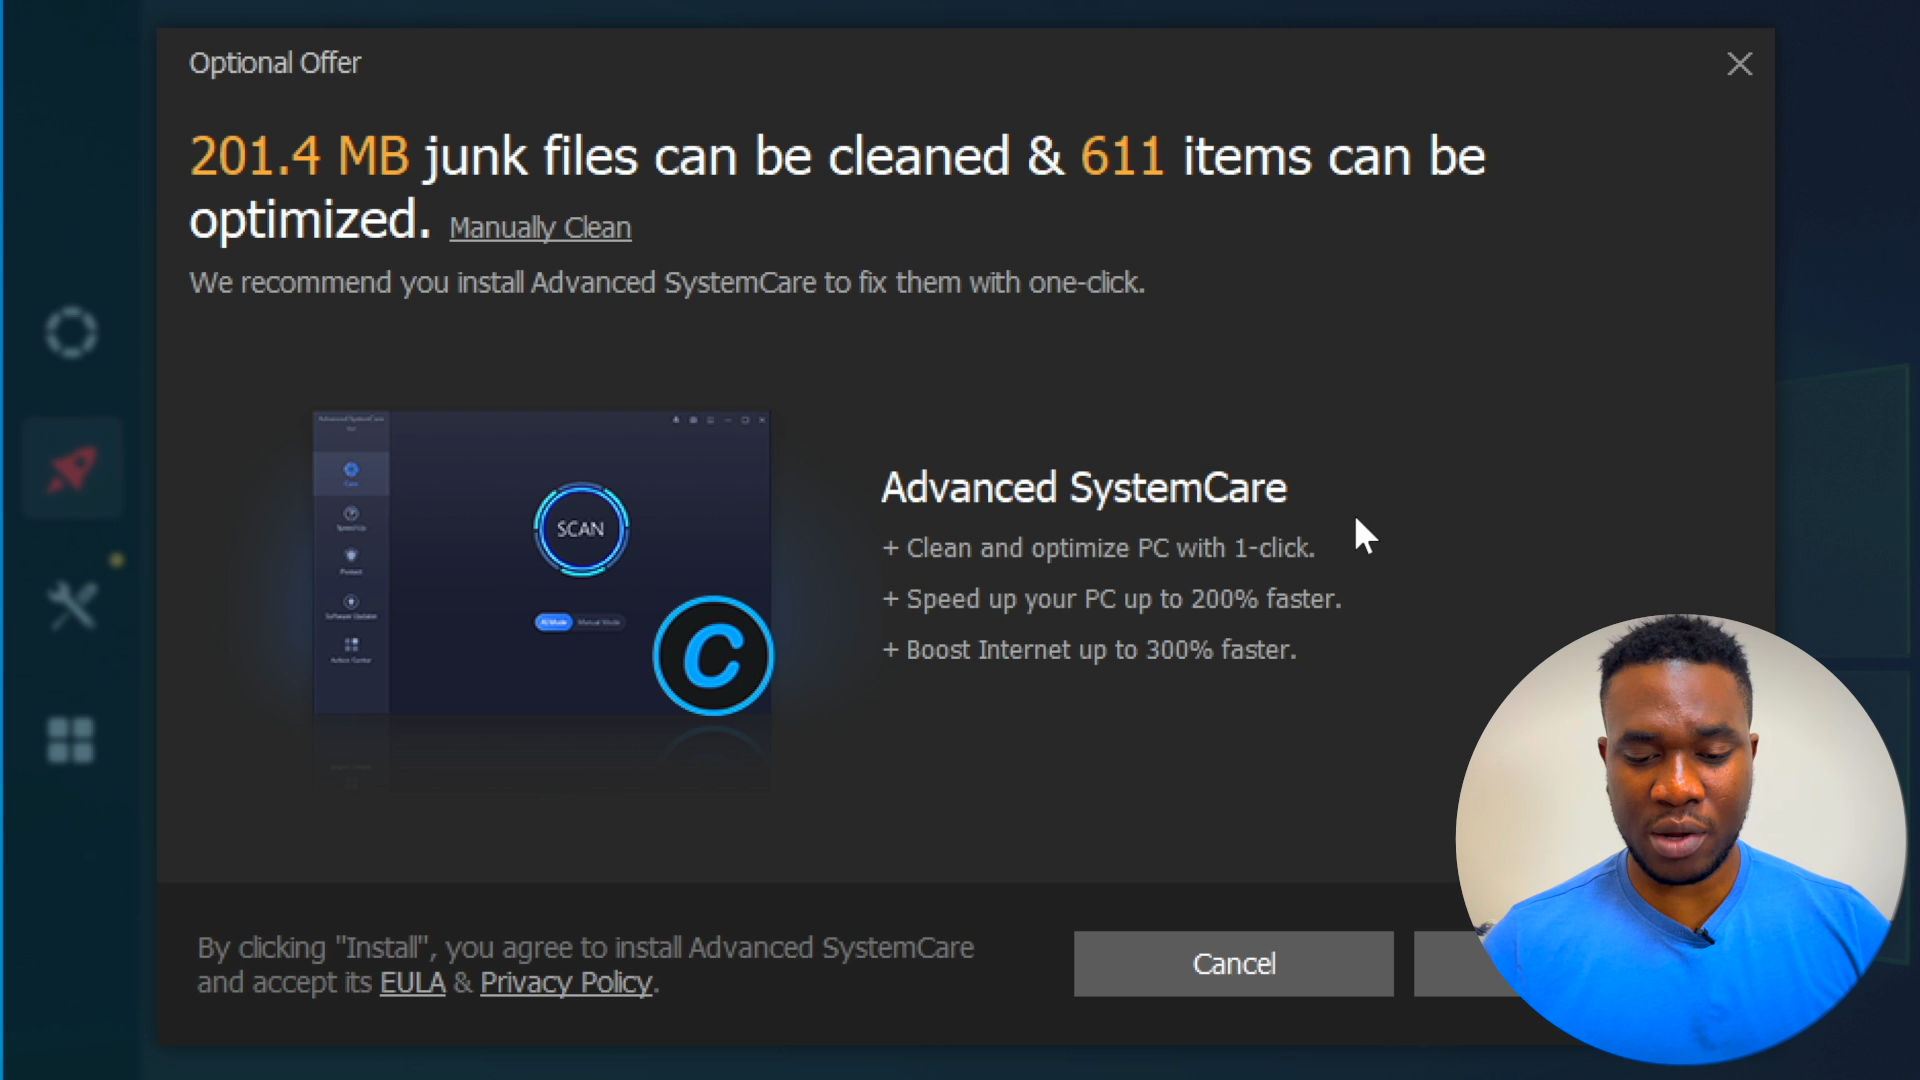 Optional Offer
201.4 MB junk files can be cleaned & 611 items can be
optimized. Manually Clean
We recommend you install Advanced SystemCare to fix them with one-click.
SCAN
C
Advanced SystemCare
+ Clean and optimize PC with 1-click.
+ Speed up your PC up to 200% faster.
+ Boost Internet up to 300% faster.
By clicking "Install", you agree to install Advanced SystemCare
and accept its EULA & Privacy Policy.
Cancel